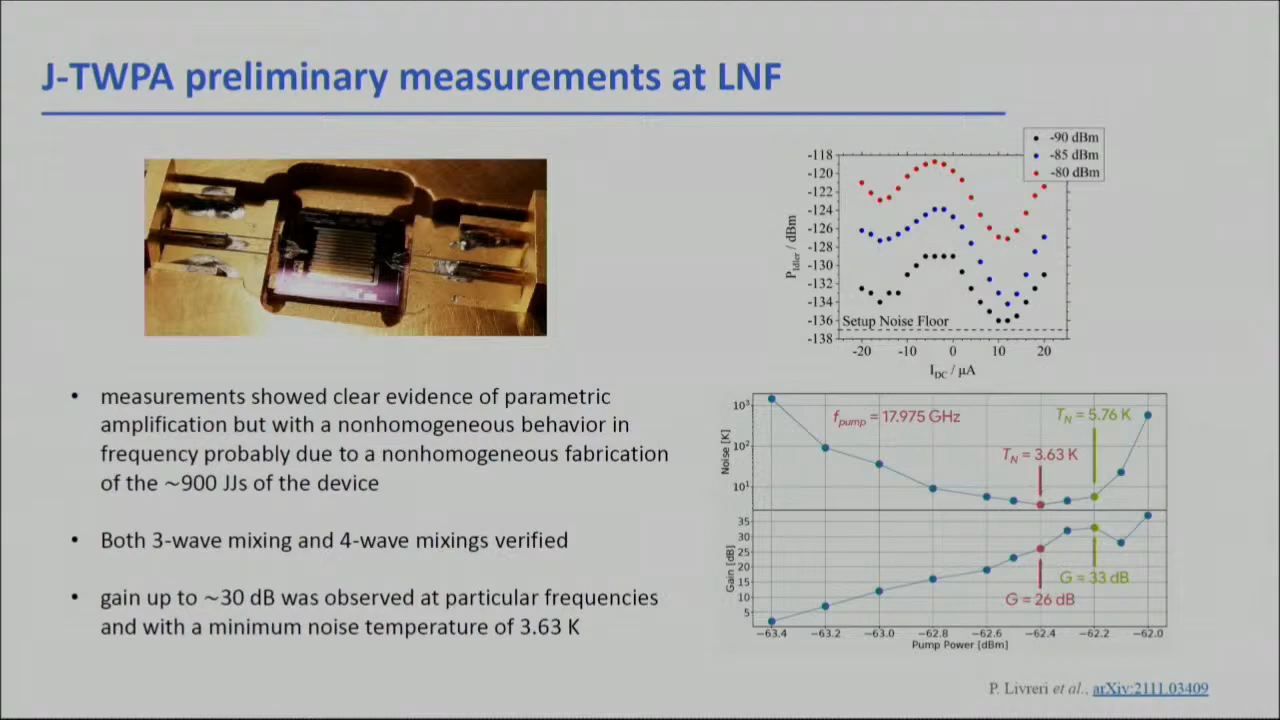 J-TWPA preliminary measurements at LNF
-90 dBm
-85 dBm
-80 dBm
-118
-120
-122
-124
-126
-128
-130
-132
-134
-136
-138
P_Idler / dBm
Setup Noise Floor
-20 -10 0 10 20
I_DC / μA
• measurements showed clear evidence of parametric
amplification but with a nonhomogeneous behavior in
frequency probably due to a nonhomogeneous fabrication
of the ~900 JJs of the device
• Both 3-wave mixing and 4-wave mixings verified
• gain up to ~30 dB was observed at particular frequencies
and with a minimum noise temperature of 3.63 K
10³
10²
10¹
Noise [K]
f_pump = 17.975 GHz
T_N = 5.76 K
T_N = 3.63 K
35
30
25
20
15
10
5
Gain [dB]
G = 33 dB
G = 26 dB
−63.4 −63.2 −63.0 −62.8 −62.6 −62.4 −62.2 −62.0
Pump Power [dBm]
P. Livreri et al., arXiv:2111.03409